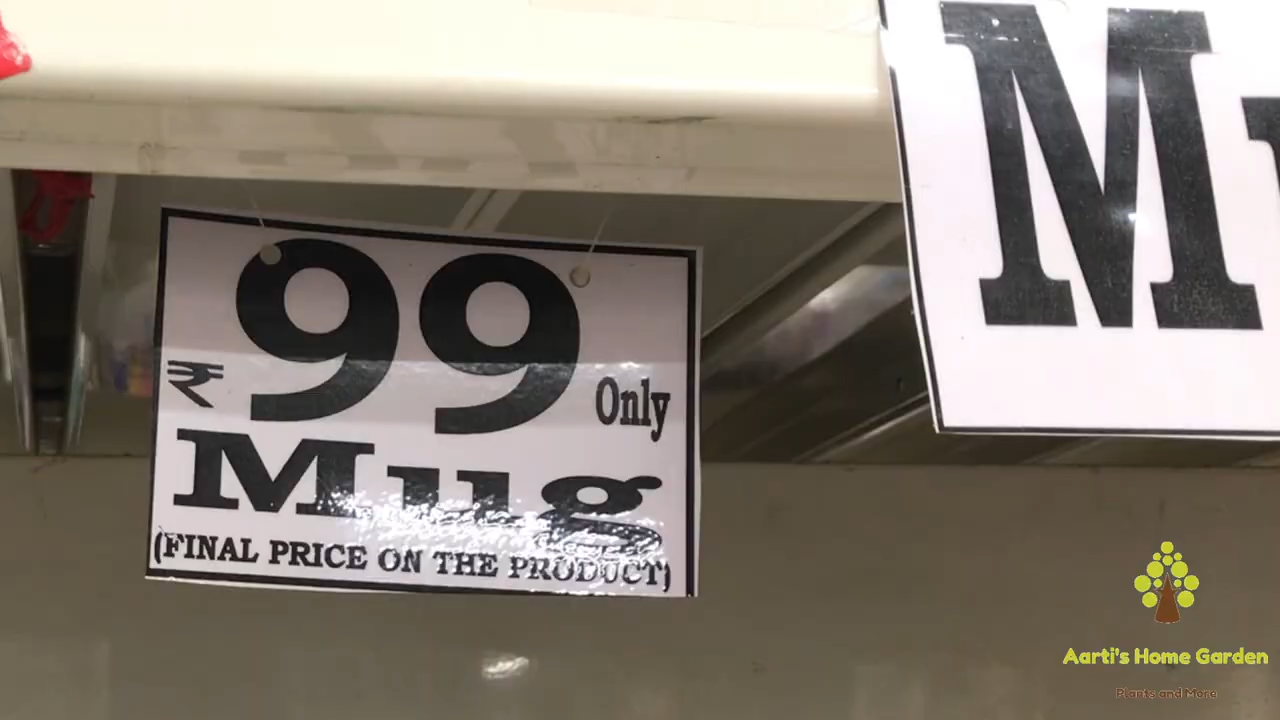 ₹99 Only
Mug
(FINAL PRICE ON THE PRODUCT)
M
Aarti's Home Garden
Plants and More